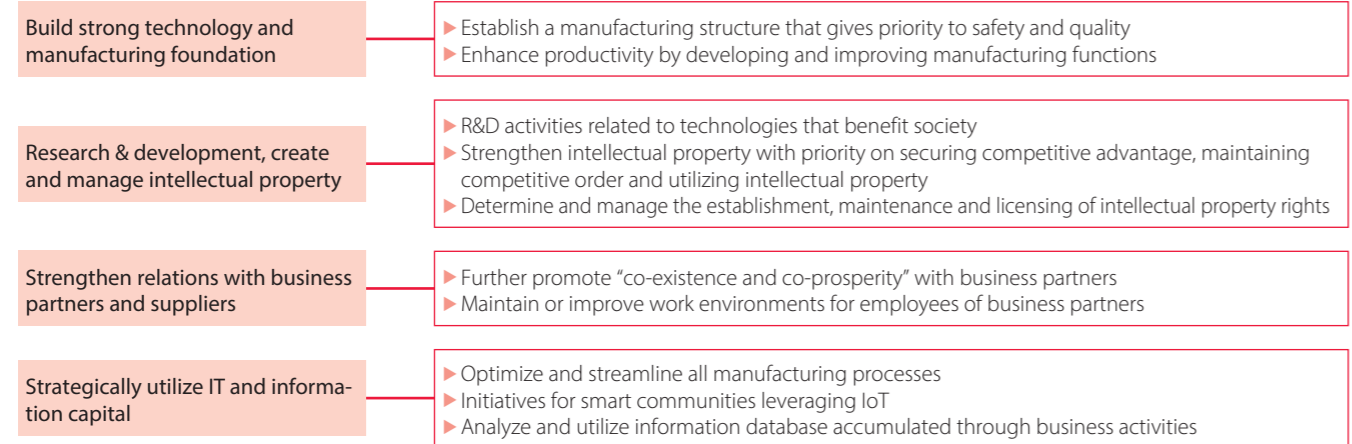 Build strong technology and
manufacturing foundation
▶ Establish a manufacturing structure that gives priority to safety and quality
▶ Enhance productivity by developing and improving manufacturing functions
Research & development, create
and manage intellectual property
▶ R&D activities related to technologies that benefit society
▶ Strengthen intellectual property with priority on securing competitive advantage, maintaining
competitive order and utilizing intellectual property
▶ Determine and manage the establishment, maintenance and licensing of intellectual property rights
Strengthen relations with business
partners and suppliers
▶ Further promote “co-existence and co-prosperity” with business partners
▶ Maintain or improve work environments for employees of business partners
Strategically utilize IT and informa-
tion capital
▶ Optimize and streamline all manufacturing processes
▶ Initiatives for smart communities leveraging IoT
▶ Analyze and utilize information database accumulated through business activities